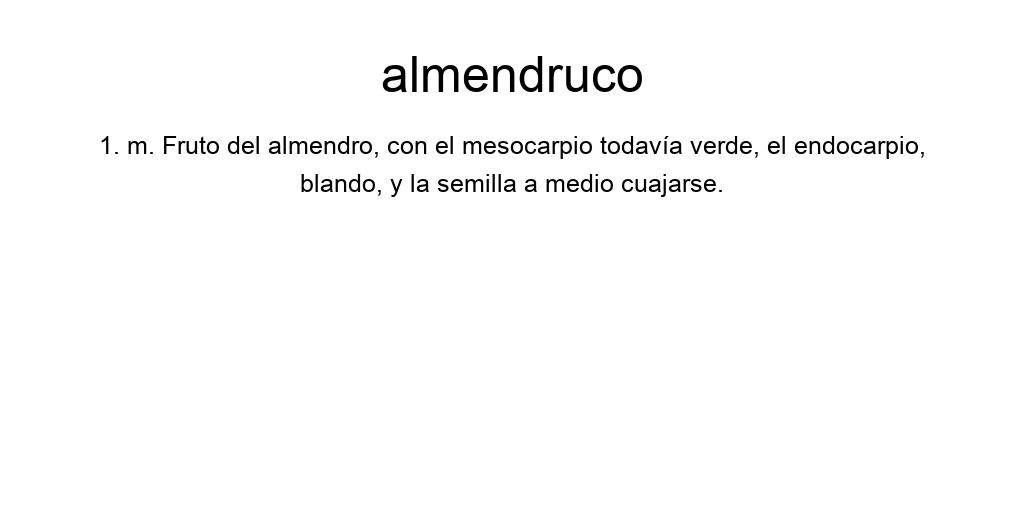 almendruco
1. m. Fruto del almendro, con el mesocarpio todavía verde, el endocarpio,
blando, y la semilla a medio cuajarse.